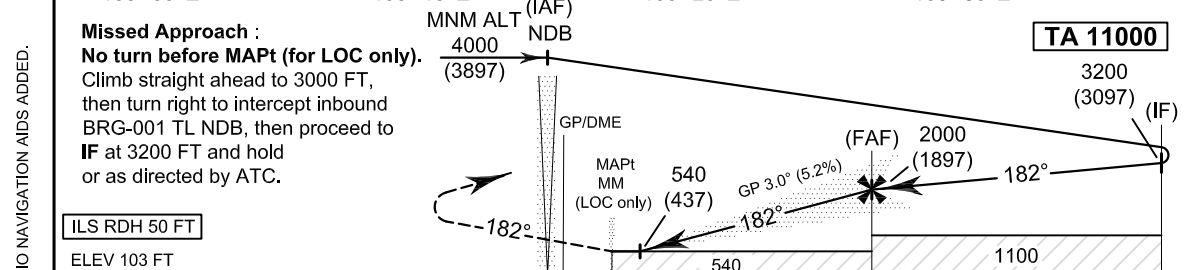 IO NAVIGATION AIDS ADDED.
Missed Approach :
No turn before MAPt (for LOC only).
Climb straight ahead to 3000 FT,
then turn right to intercept inbound
BRG-001 TL NDB, then proceed to
IF at 3200 FT and hold
or as directed by ATC.
ILS RDH 50 FT
ELEV 103 FT
MNM ALT
4000
(3897)
(IAF)
NDB
TA 11000
3200
(3097)
(IF)
GP/DME
MAPt
MM
(LOC only)
540
(437)
GP 3.0° (5.2%)
(FAF)
2000
(1897)
182°
182°
182°
540
1100